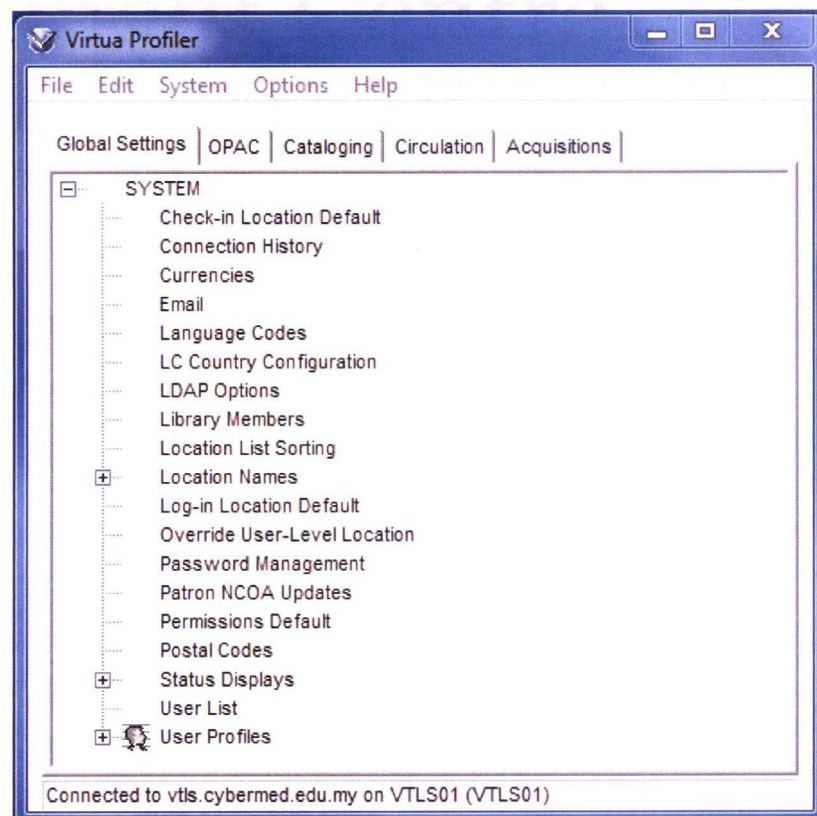 Virtua Profiler
File Edit System Options Help
Global Settings OPAC Cataloging Circulation Acquisitions
SYSTEM
Check-in Location Default
Connection History
Currencies
Email
Language Codes
LC Country Configuration
LDAP Options
Library Members
Location List Sorting
Location Names
Log-in Location Default
Override User-Level Location
Password Management
Patron NCOA Updates
Permissions Default
Postal Codes
Status Displays
User List
User Profiles
Connected to vtls.cybermed.edu.my on VTLS01 (VTLS01)